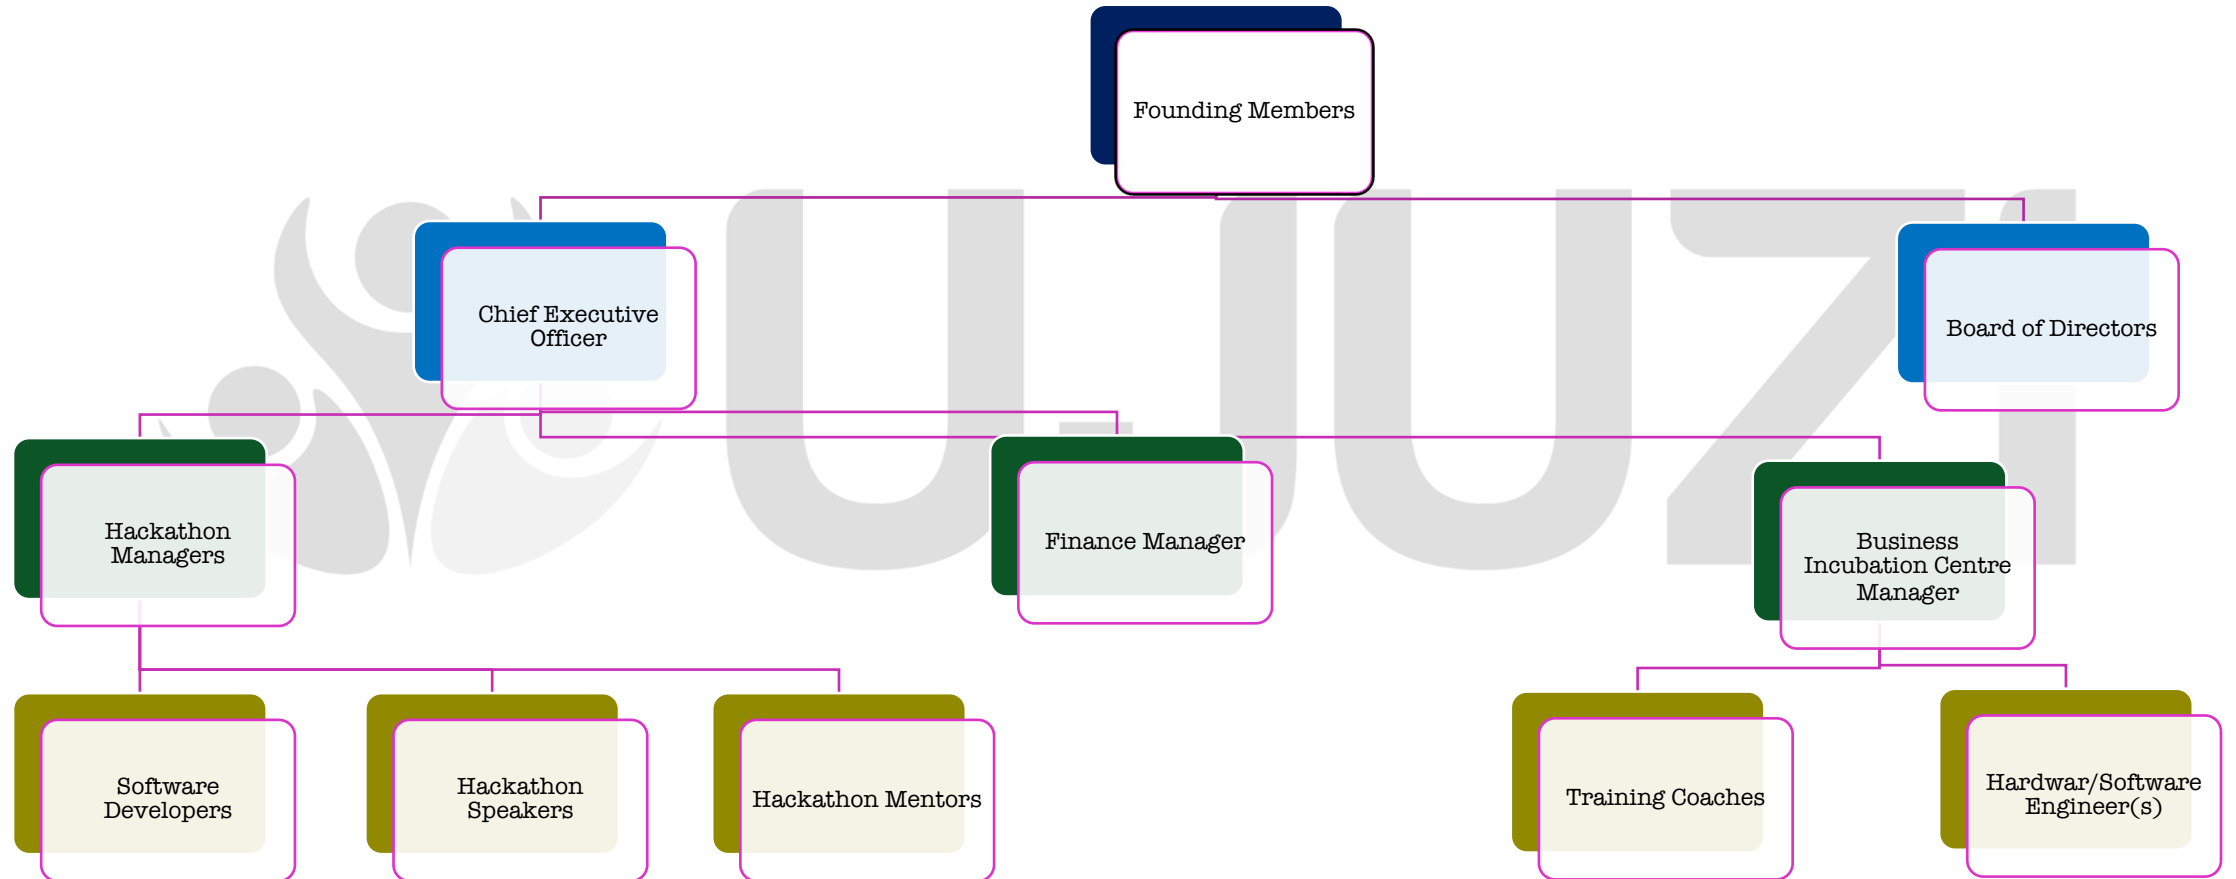 Founding Members
Chief Executive
Officer
Board of Directors
Hackathon
Managers
Finance Manager
Business
Incubation Centre
Manager
Software
Developers
Hackathon
Speakers
Hackathon Mentors
Training Coaches
Hardwar/Software
Engineer(s)
U-JUZI